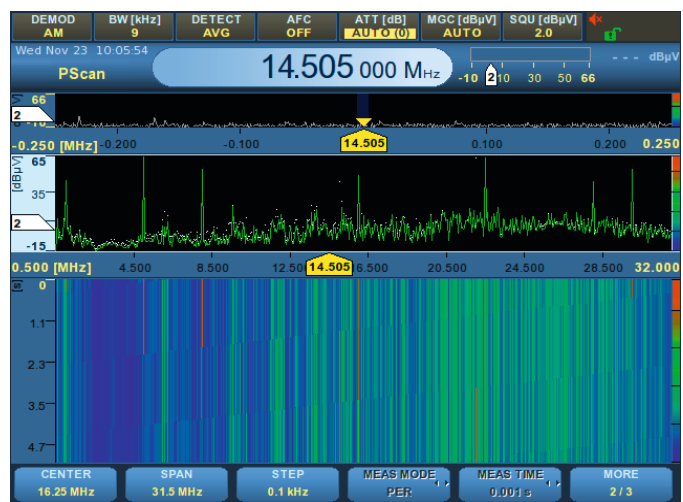 DEMOD BW [kHz] DETECT AFC ATT [dB] MGC [dBµV] SQU [dBµV]
AM 9 AVG OFF AUTO (0) AUTO 2.0
Wed Nov 23 10:05:54
PScan 14.505 000 MHz - - - dBµV
-10 2 10 30 50 66
66
2
-10
-0.250 [MHz] -0.200 -0.100 14.505 0.100 0.200 0.250
65
[dBµV]
35
2
-15
0.500 [MHz] 4.500 8.500 12.50 14.505 6.500 20.500 24.500 28.500 32.000
[s] 0
1.1
2.3
3.5
4.7
CENTER SPAN STEP MEAS MODE MEAS TIME MORE
16.25 MHz 31.5 MHz 0.1 kHz PER 0.001 s 2 / 3